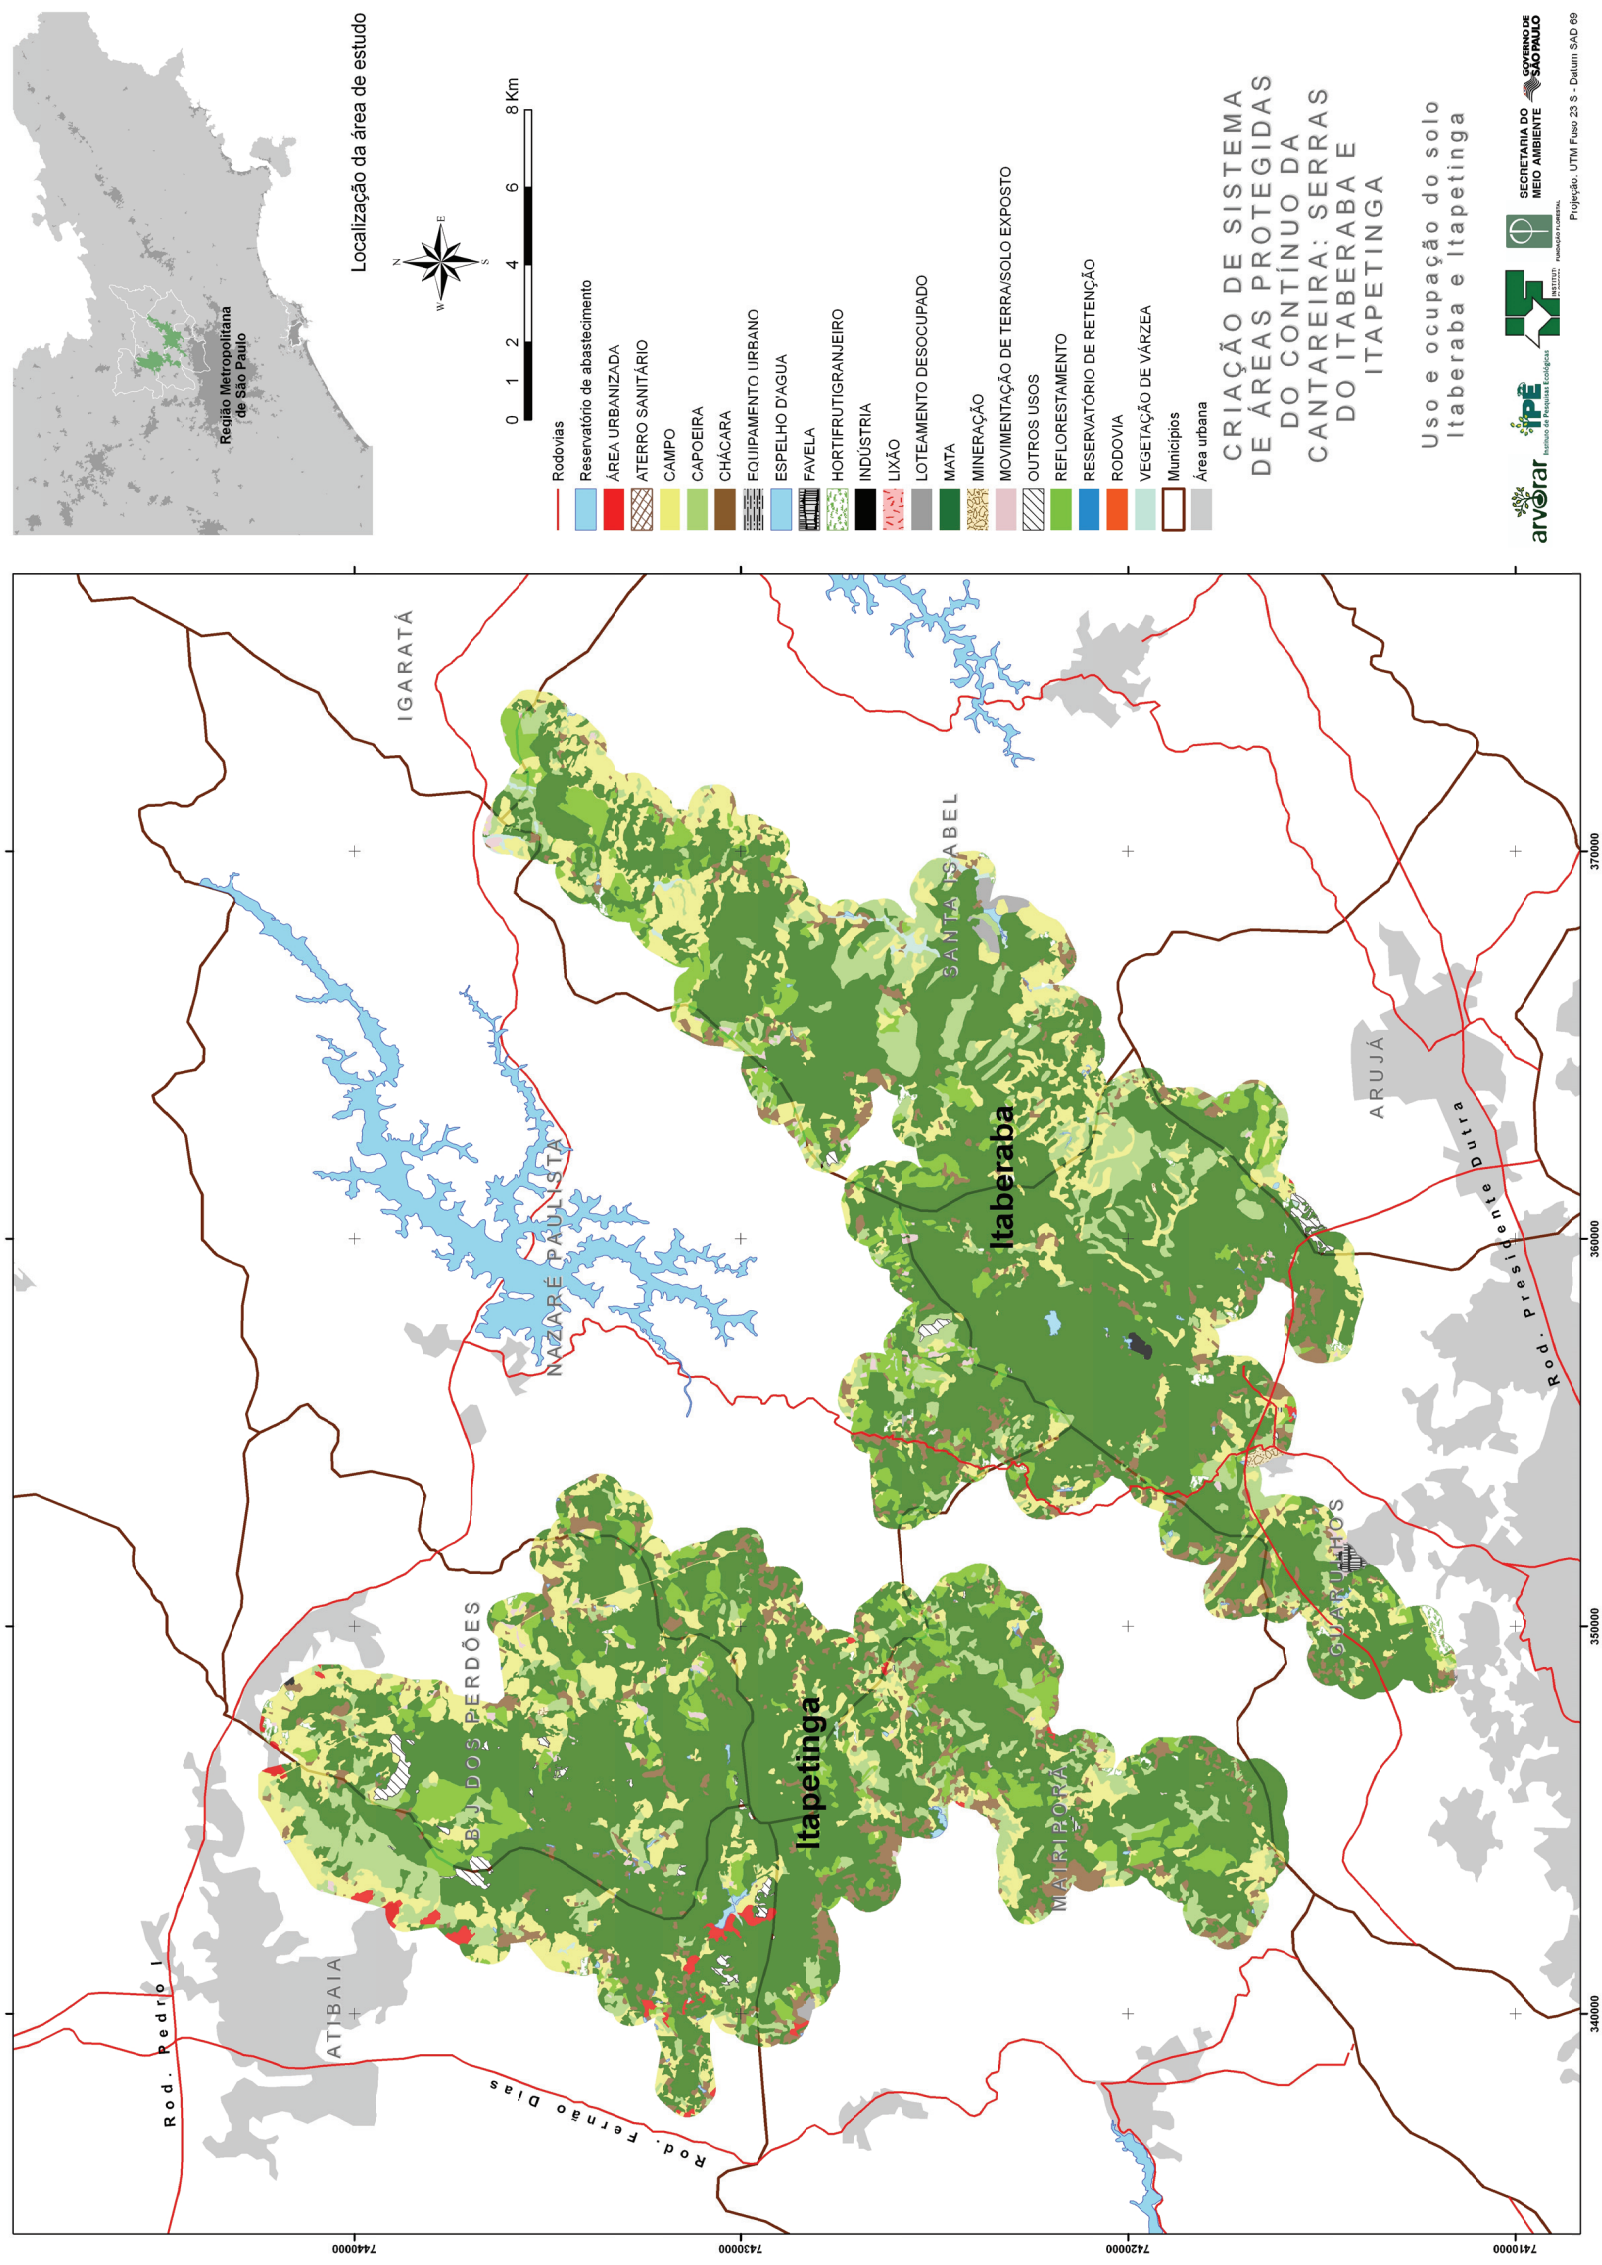 Região Metropolitana
de São Paulo
Localização da área de estudo
N
W
E
S
0 1 2 4 6 8 Km
Rodovias
Reservatório de abastecimento
ÁREA URBANIZADA
ATERRO SANITÁRIO
CAMPO
CAPOEIRA
CHÁCARA
EQUIPAMENTO URBANO
ESPELHO D'AGUA
FAVELA
HORTIFRUTIGRANJEIRO
INDÚSTRIA
LIXÃO
LOTEAMENTO DESOCUPADO
MATA
MINERAÇÃO
MOVIMENTAÇÃO DE TERRA/SOLO EXPOSTO
OUTROS USOS
REFLORESTAMENTO
RESERVATÓRIO DE RETENÇÃO
RODOVIA
VEGETAÇÃO DE VÁRZEA
Municipios
Área urbana
CRIAÇÃO DE SISTEMA
DE ÁREAS PROTEGIDAS
DO CONTÍNUO DA
CANTAREIRA: SERRAS
DO ITABERABA E
ITAPETINGA
Uso e ocupação do solo
Itaberaba e Itapetinga
arvorar
IPÊ
Instituto de Pesquisas Ecológicas
INSTITUT
FUNDAÇÃO FLORESTAL
SECRETARIA DO
MEIO AMBIENTE
GOVERNO DE
SÃO PAULO
Projeção. UTM Fuso 23 S - Datum SAD 69
IGARATÁ
SANTA ISABEL
NAZARÉ PAULISTA
ARUJÁ
Itaberaba
Rod. Presidente Dutra
GUARULHOS
B. J. DOS PERDÕES
Itapetinga
MAIRIPORÃ
ATIBAIA
Rod. Pedro I
Rod. Fernão Dias
7440000
7430000
7420000
7410000
340000
350000
360000
370000